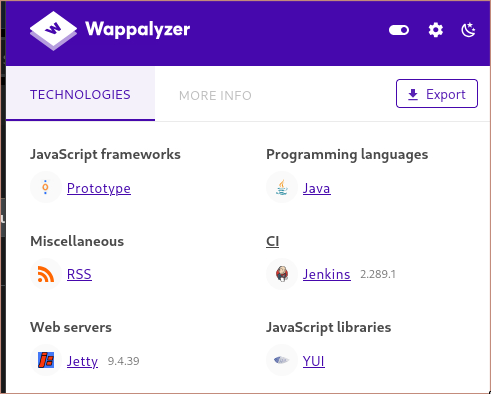 Wappalyzer
TECHNOLOGIES
MORE INFO
Export
JavaScript frameworks
Prototype
Programming languages
Java
Miscellaneous
RSS
CI
Jenkins 2.289.1
Web servers
Jetty 9.4.39
JavaScript libraries
YUI